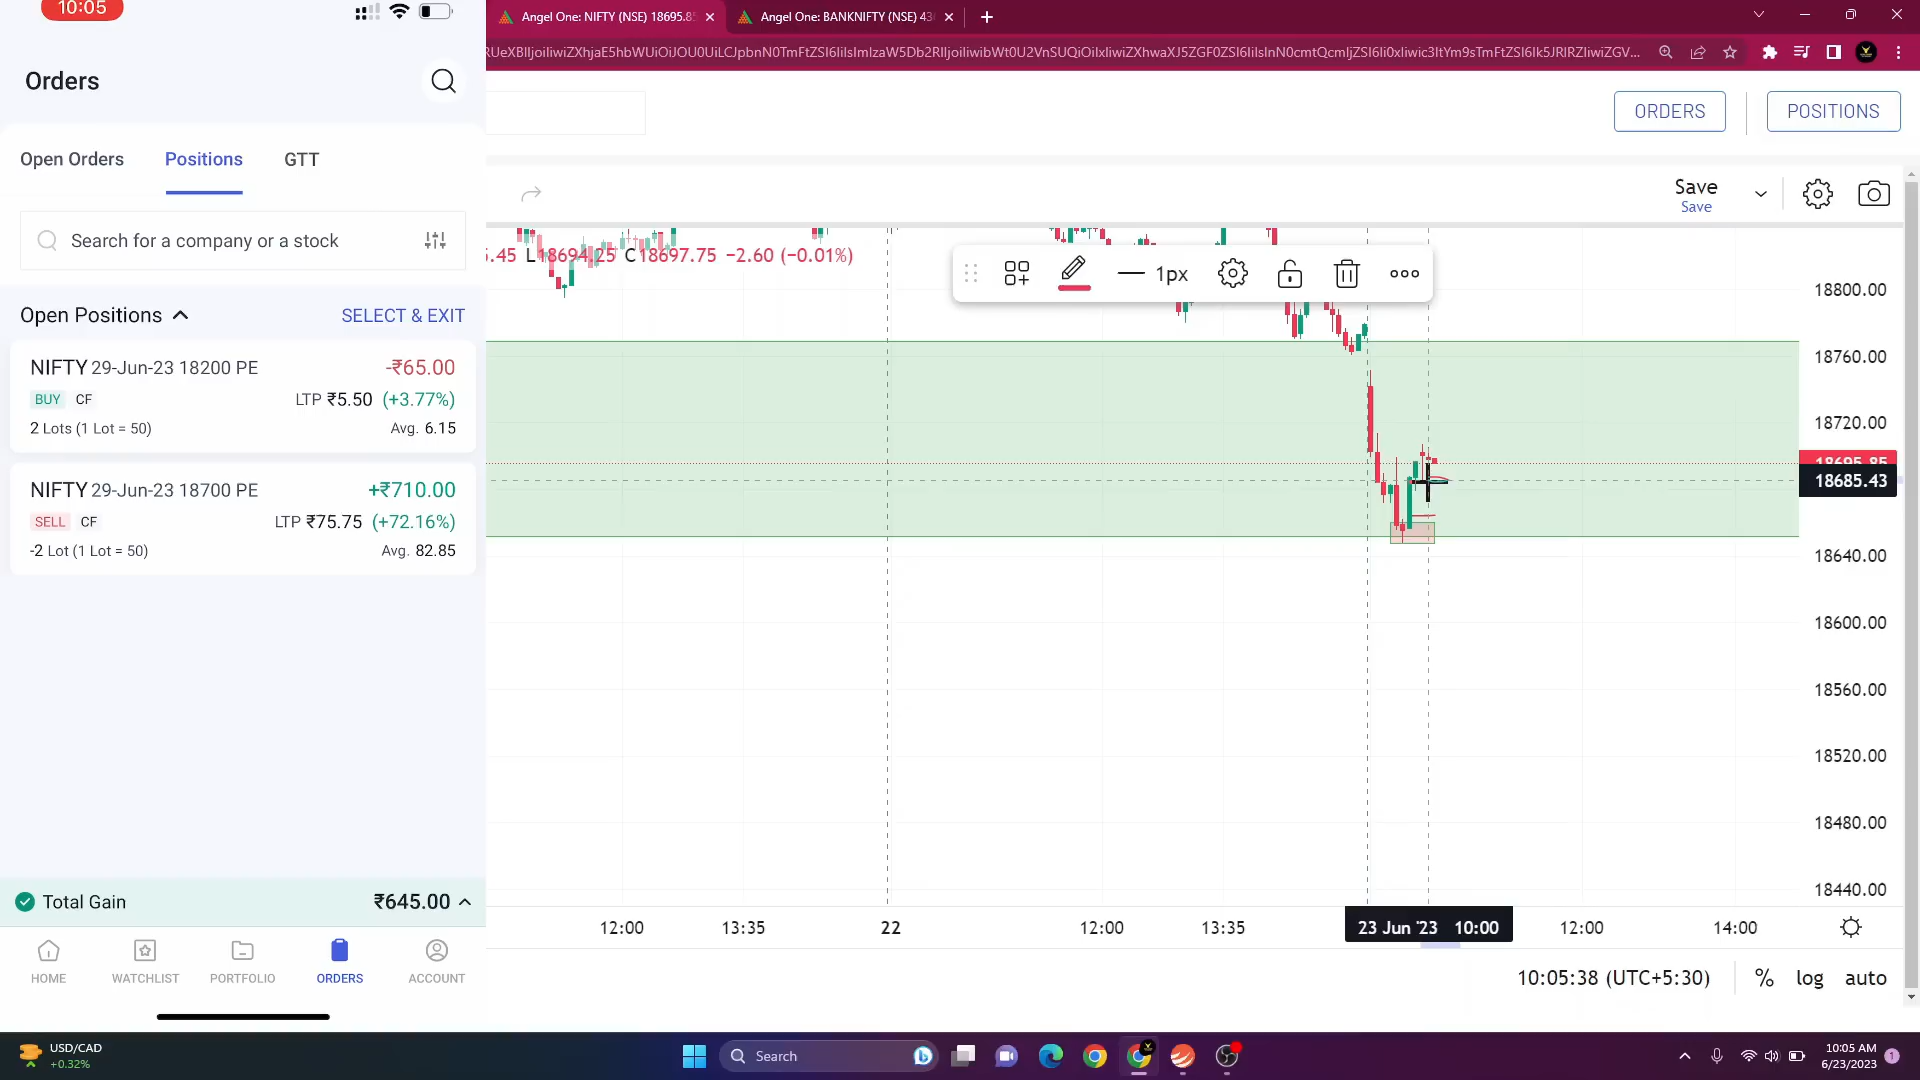 10:05
Orders
Open Orders Positions GTT
Search for a company or a stock
Open Positions SELECT & EXIT
NIFTY 29-Jun-23 18200 PE -₹65.00
BUY CF LTP ₹5.50 (+3.77%)
2 Lots (1 Lot = 50) Avg. 6.15
NIFTY 29-Jun-23 18700 PE +₹710.00
SELL CF LTP ₹75.75 (+72.16%)
-2 Lot (1 Lot = 50) Avg. 82.85
Total Gain ₹645.00
HOME WATCHLIST PORTFOLIO ORDERS ACCOUNT
Angel One: NIFTY (NSE) 18695.85 Angel One: BANKNIFTY (NSE)
ORDERS POSITIONS
Save
Save
L18694.25 C18697.75 −2.60 (−0.01%)
1px
18800.00
18760.00
18720.00
18695.85
18685.43
18640.00
18600.00
18560.00
18520.00
18480.00
18440.00
12:00 13:35 22 12:00 13:35 23 Jun '23 10:00 12:00 14:00
10:05:38 (UTC+5:30) % log auto
USD/CAD
+0.32%
Search
10:05 AM
6/23/2023
1